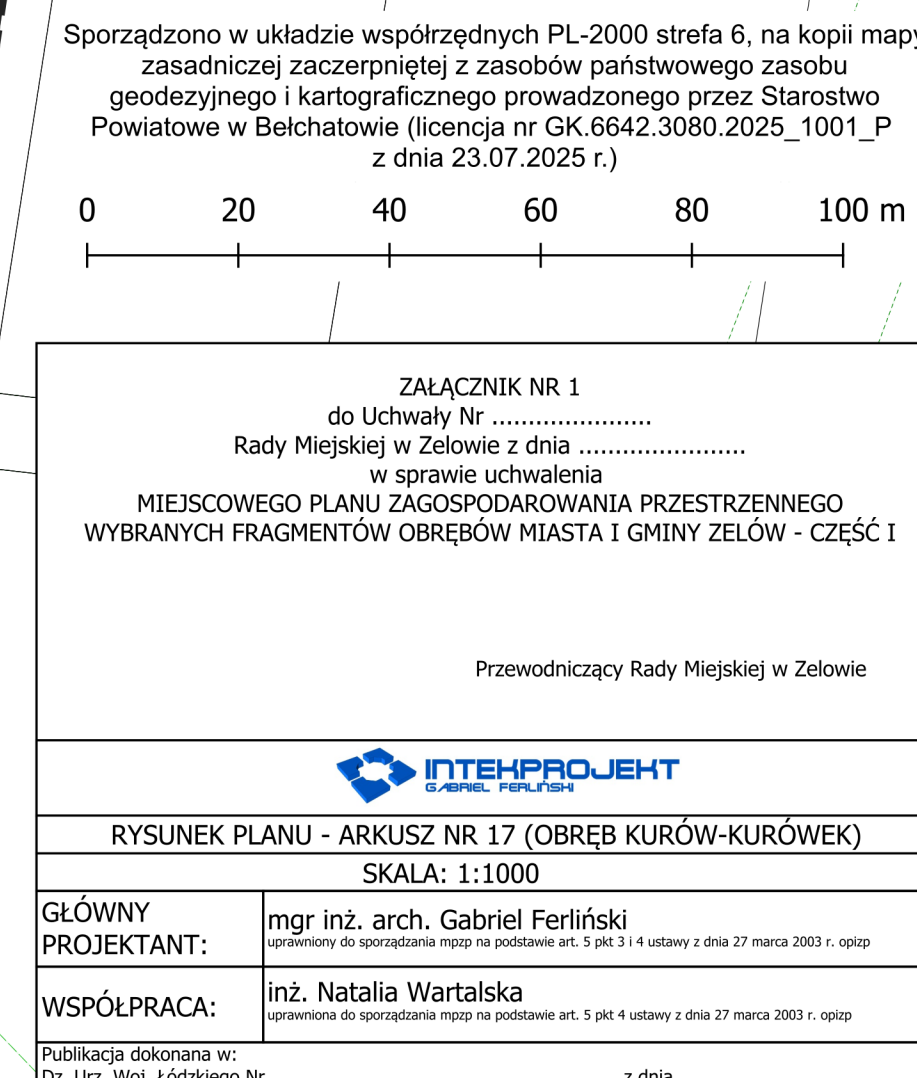 Sporządzono w układzie współrzędnych PL-2000 strefa 6, na kopii mapy
zasadniczej zaczerpniętej z zasobów państwowego zasobu
geodezyjnego i kartograficznego prowadzonego przez Starostwo
Powiatowe w Bełchatowie (licencja nr GK.6642.3080.2025_1001_P
z dnia 23.07.2025 r.)
0 20 40 60 80 100 m
ZAŁĄCZNIK NR 1
do Uchwały Nr ......................
Rady Miejskiej w Zelowie z dnia .......................
w sprawie uchwalenia
MIEJSCOWEGO PLANU ZAGOSPODAROWANIA PRZESTRZENNEGO
WYBRANYCH FRAGMENTÓW OBRĘBÓW MIASTA I GMINY ZELÓW - CZĘŚĆ I
Przewodniczący Rady Miejskiej w Zelowie
INTEKPROJEKT
GABRIEL FERLIŃSKI
RYSUNEK PLANU - ARKUSZ NR 17 (OBRĘB KURÓW-KURÓWEK)
SKALA: 1:1000
GŁÓWNY
PROJEKTANT:
mgr inż. arch. Gabriel Ferliński
uprawniony do sporządzania mpzp na podstawie art. 5 pkt 3 i 4 ustawy z dnia 27 marca 2003 r. opizp
WSPÓŁPRACA:
inż. Natalia Wartalska
uprawniona do sporządzania mpzp na podstawie art. 5 pkt 4 ustawy z dnia 27 marca 2003 r. opizp
Publikacja dokonana w:
Dz. Urz. Woj. Łódzkiego Nr z dnia